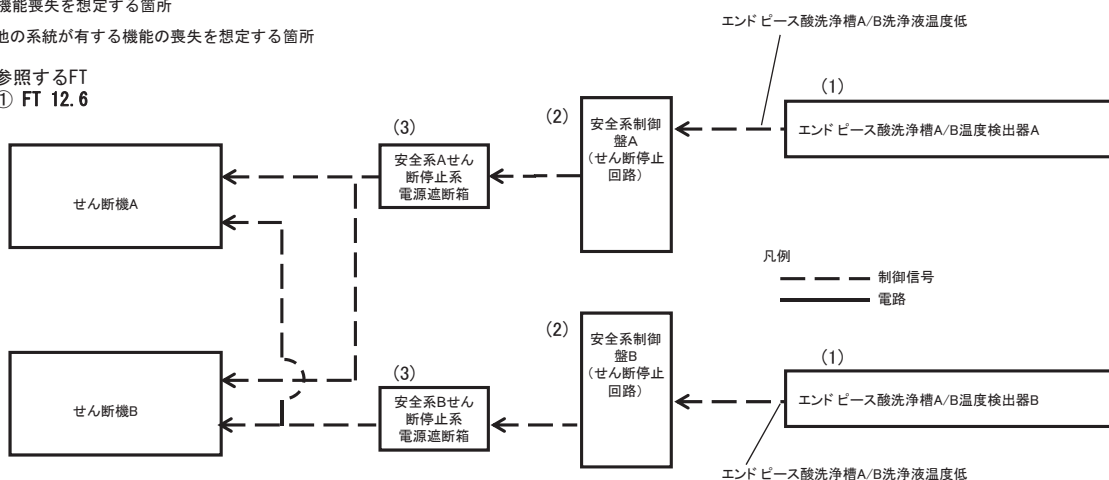 機能喪失を想定する箇所
他の系統が有する機能の喪失を想定する箇所
参照するFT
① FT 12.6
エンドピース酸洗浄槽A/B洗浄液温度低
(1)
エンドピース酸洗浄槽A/B温度検出器A
(2)
安全系制御
盤A
(せん断停止
回路)
(3)
安全系Aせん
断停止系
電源遮断箱
せん断機A
凡例
制御信号
電路
(2)
安全系制御
盤B
(せん断停止
回路)
(1)
エンドピース酸洗浄槽A/B温度検出器B
(3)
安全系Bせん
断停止系
電源遮断箱
せん断機B
エンドピース酸洗浄槽A/B洗浄液温度低